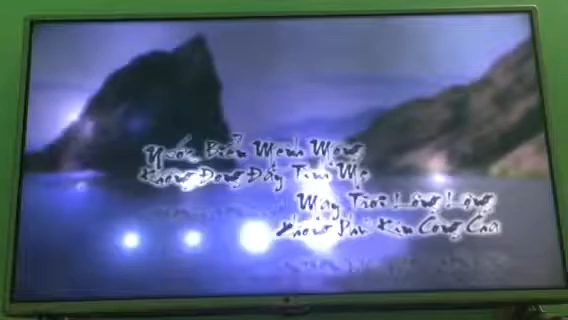 Nước Biển Mênh Mông
Không Đong Đầy Tình Mẹ
Mây Trời Lồng Lộng
Không Phủ Kín Công Cha